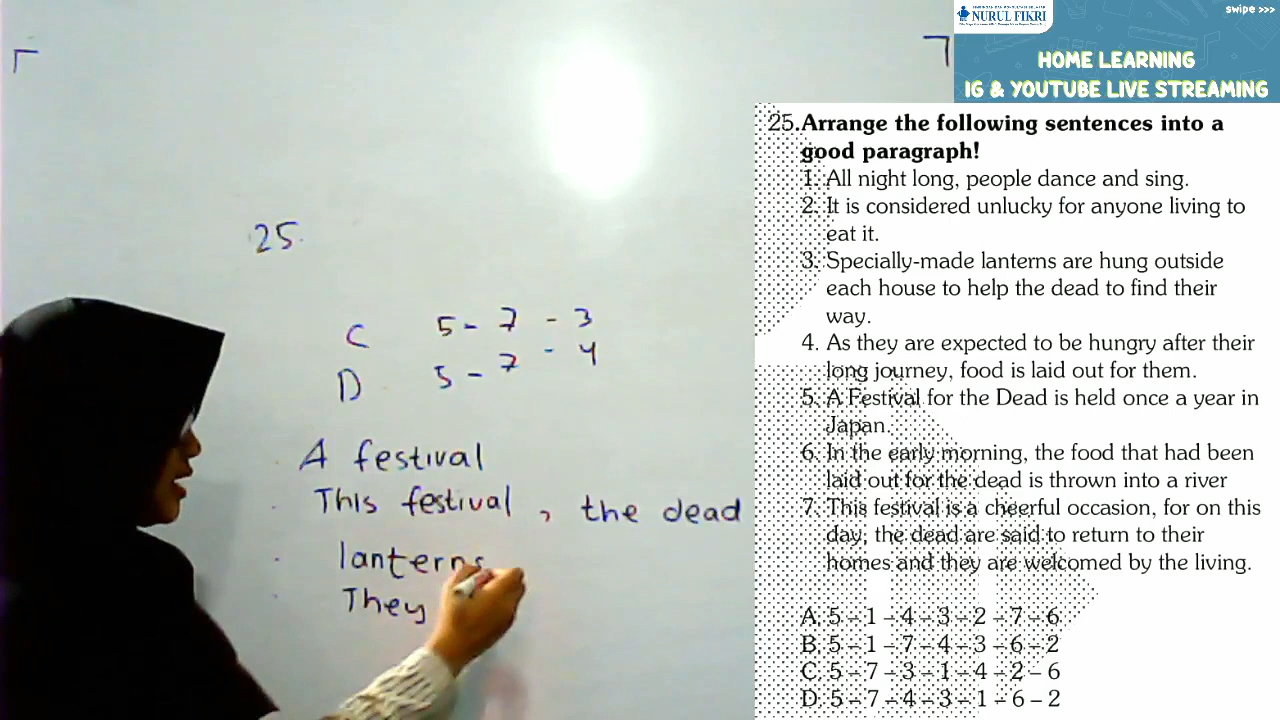 NURUL FIKRI
swipe >>>
HOME LEARNING
IG & YOUTUBE LIVE STREAMING
25.
C 5 - 7 - 3
D 5 - 7 - 4
A festival
This festival, the dead
lanterns
They
25.Arrange the following sentences into a
good paragraph!
1. All night long, people dance and sing.
2. It is considered unlucky for anyone living to
eat it.
3. Specially-made lanterns are hung outside
each house to help the dead to find their
way.
4. As they are expected to be hungry after their
long journey, food is laid out for them.
5. A Festival for the Dead is held once a year in
Japan.
6. In the early morning, the food that had been
laid out for the dead is thrown into a river
7. This festival is a cheerful occasion, for on this
day, the dead are said to return to their
homes and they are welcomed by the living.
A. 5 – 1 – 4 – 3 – 2 – 7 – 6
B. 5 – 1 – 7 – 4 – 3 – 6 – 2
C. 5 – 7 – 3 – 1 – 4 – 2 – 6
D. 5 – 7 – 4 – 3 – 1 – 6 – 2